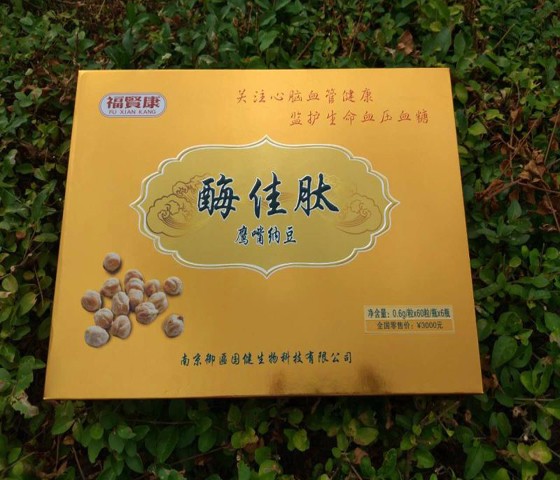 福賢康
FU XIAN KANG
关注心脑血管健康
监护生命血压血糖
酶佳肽
鹰嘴纳豆
净含量：0.6g/粒x60粒/瓶x6瓶
全国零售价：¥3000元
南京御医国健生物科技有限公司